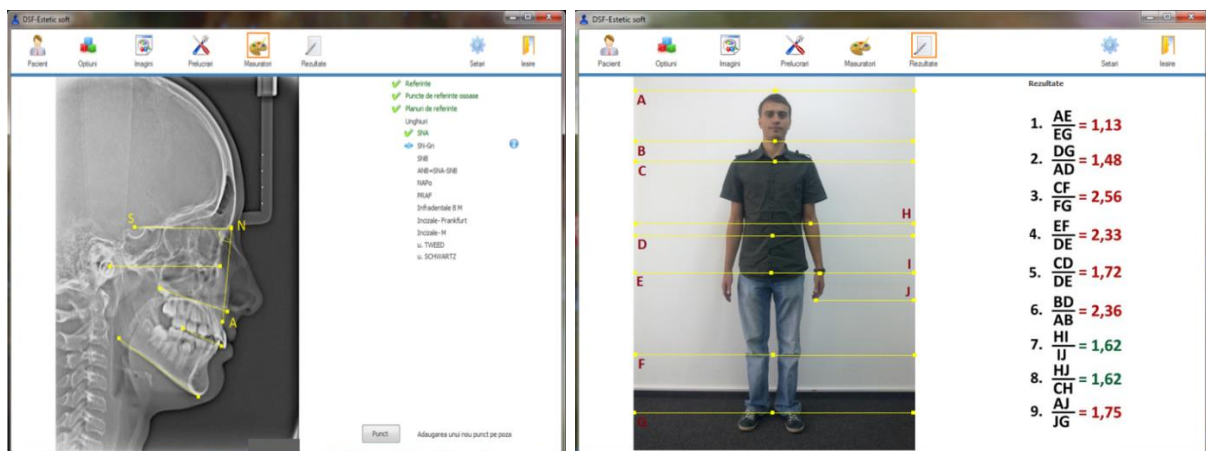 DSF-Estetic soft
Pacient Optiuni Imagini Prelucrari Masuratori Rezultate Setari Iesire
Referinte
Puncte de referinte osoase
Planuri de referinte
Unghiuri
SNA
SN-Gn
SNB
ANB=SNA-SNB
NAPo
PRAF
Infradentale B M
Incizale- Frankfurt
Incizale- M
u. TWEED
u. SCHWARTZ
S
N
A
Punct Adaugarea unui nou punct pe poza
DSF-Estetic soft
Pacient Optiuni Imagini Prelucrari Masuratori Rezultate Setari Iesire
A
B
C
H
D
I
E
J
F
G
Rezultate
1. AE/EG = 1,13
2. DG/AD = 1,48
3. CF/FG = 2,56
4. EF/DE = 2,33
5. CD/DE = 1,72
6. BD/AB = 2,36
7. HI/IJ = 1,62
8. HJ/CH = 1,62
9. AJ/JG = 1,75